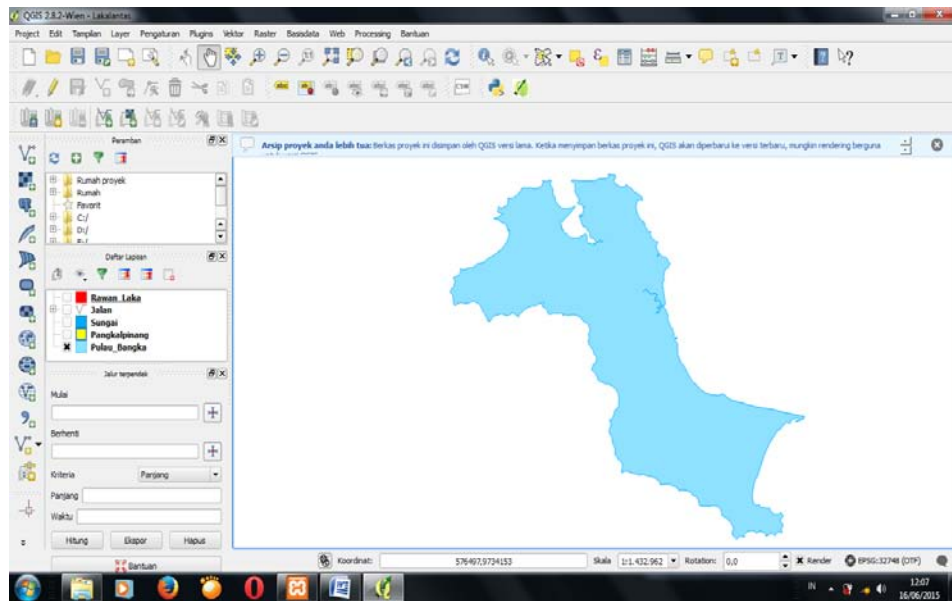 QGIS 2.8.2-Wien - Lakalantas
Project Edit Tampilan Layer Pengaturan Plugins Vektor Raster Basisdata Web Processing Bantuan
Peramban
Rumah proyek
Rumah
Favorit
C:/
D:/
E:/
Arsip proyek anda lebih tua: Berkas proyek ini disimpan oleh QGIS versi lama. Ketika menyimpan berkas proyek ini, QGIS akan diperbarui ke versi terbaru, mungkin rendering berguna
Daftar Lapisan
Rawan_Laka
Jalan
Sungai
Pangkalpinang
Pulau_Bangka
Jalur terpendek
Mulai
Berhenti
Kriteria Panjang
Panjang
Waktu
Hitung Ekspor Hapus
Bantuan
Koordinat: 576497,9734153 Skala 1:1.432.962 Rotation: 0,0 Render EPSG:32748 (OTF)
IN 12:07
16/06/2015